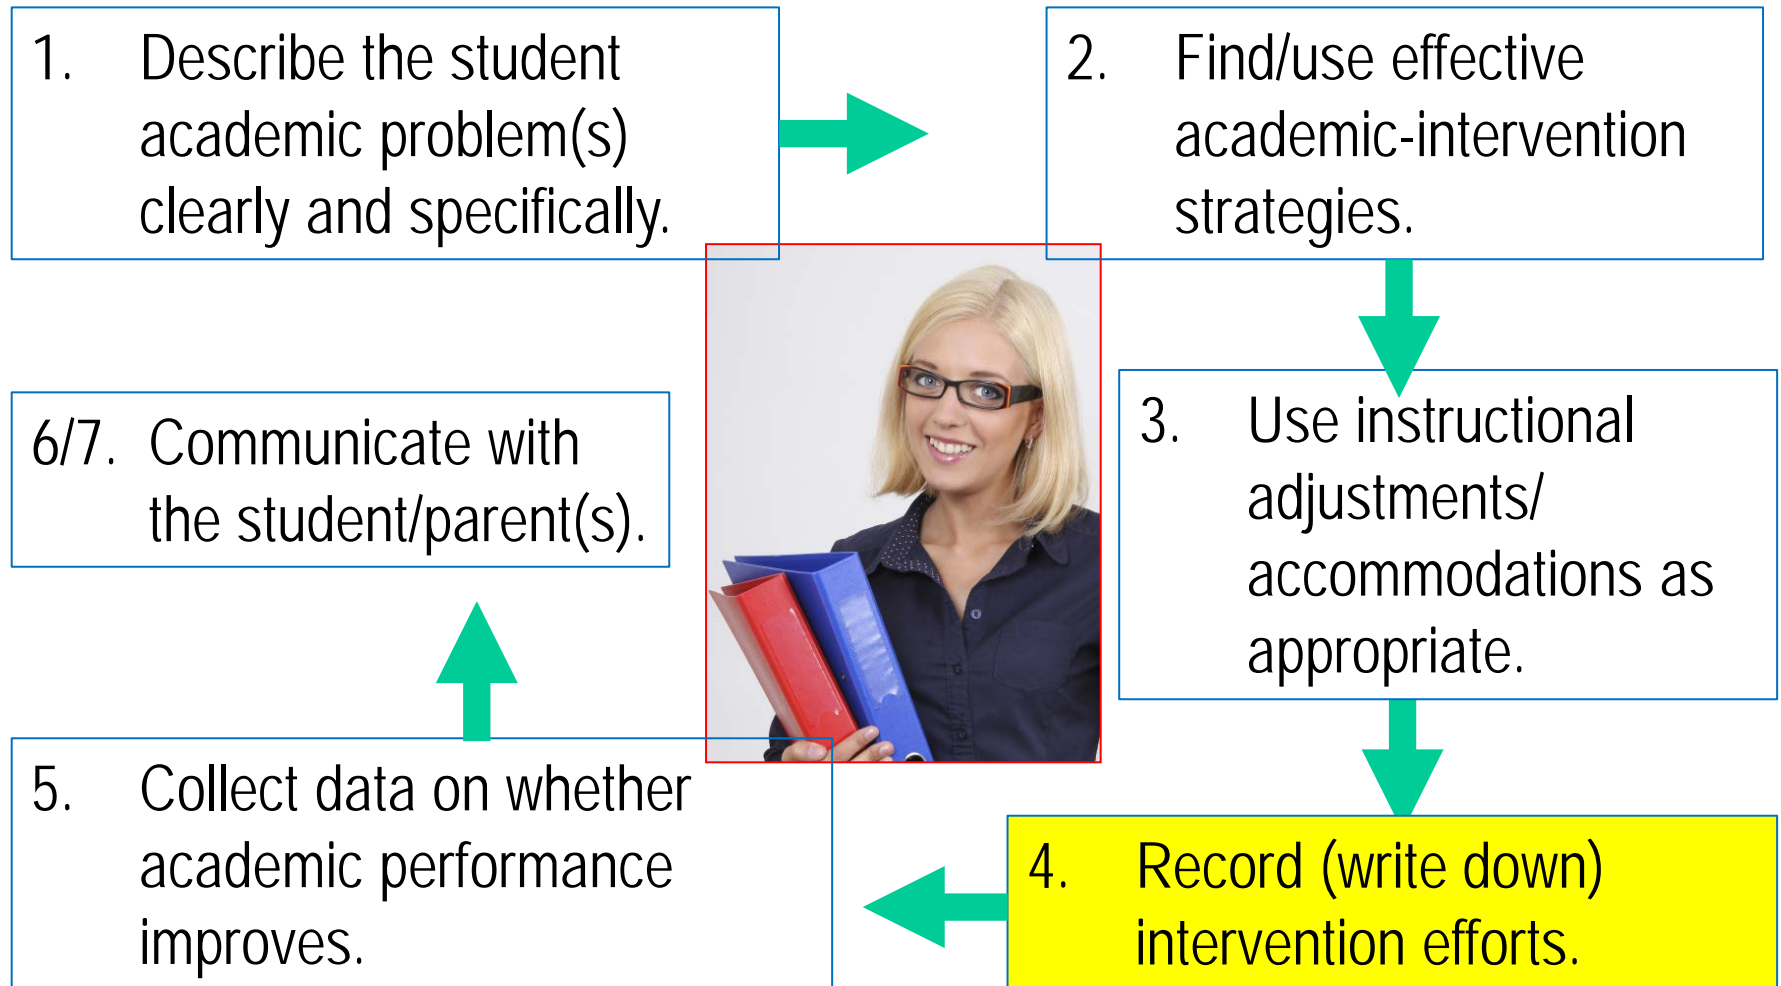 1. Describe the student
academic problem(s)
clearly and specifically.
2. Find/use effective
academic-intervention
strategies.
3. Use instructional
adjustments/
accommodations as
appropriate.
4. Record (write down)
intervention efforts.
5. Collect data on whether
academic performance
improves.
6/7. Communicate with
the student/parent(s).